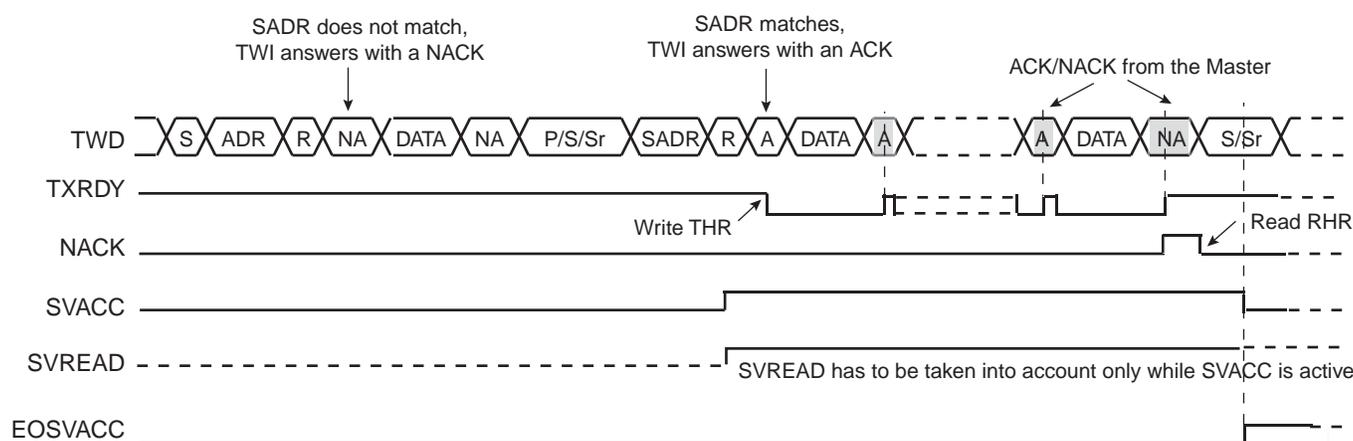 SADR does not match,
TWI answers with a NACK
SADR matches,
TWI answers with an ACK
ACK/NACK from the Master
TWD S ADR R NA DATA NA P/S/Sr SADR R A DATA A A DATA NA S/Sr
TXRDY
Write THR
Read RHR
NACK
SVACC
SVREAD
SVREAD has to be taken into account only while SVACC is active
EOSVACC